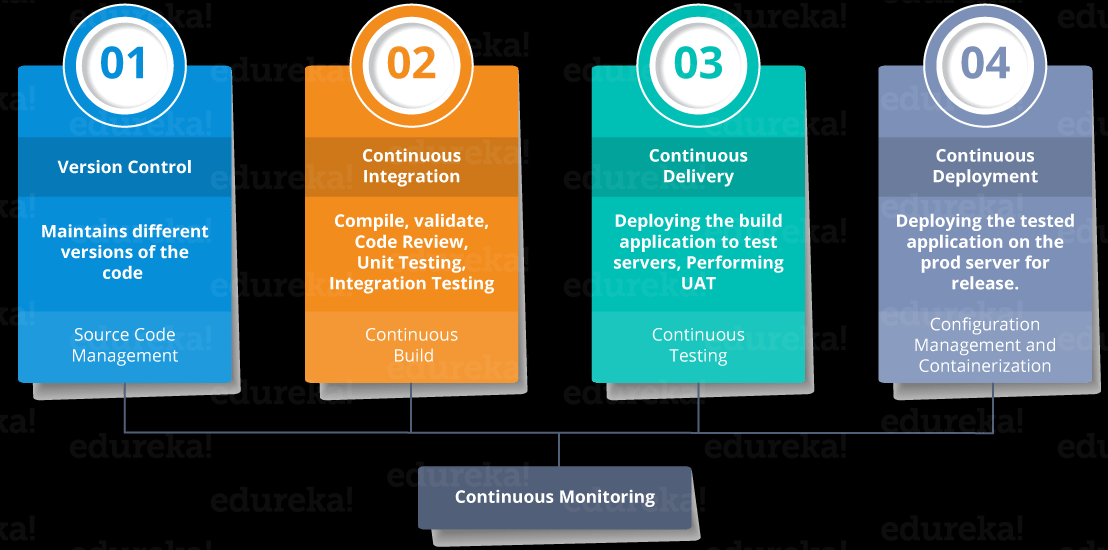 01
Version Control
Maintains different
versions of the
code
Source Code
Management
02
Continuous
Integration
Compile, validate,
Code Review,
Unit Testing,
Integration Testing
Continuous
Build
03
Continuous
Delivery
Deploying the build
application to test
servers, Performing
UAT
Continuous
Testing
04
Continuous
Deployment
Deploying the tested
application on the
prod server for
release.
Configuration
Management and
Containerization
Continuous Monitoring
edureka!